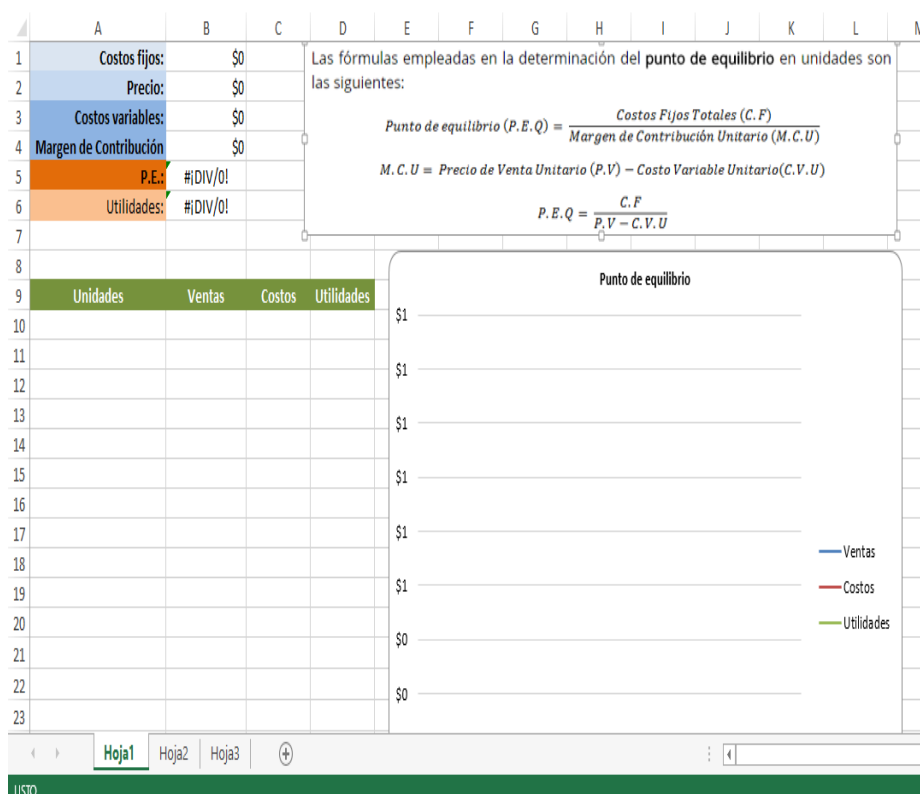 A B C D E F G H I J K L
1 Costos fijos: $0
2 Precio: $0
3 Costos variables: $0
4 Margen de Contribución $0
5 P.E.: #¡DIV/0!
6 Utilidades: #¡DIV/0!
7
8
9 Unidades Ventas Costos Utilidades
10
11
12
13
14
15
16
17
18
19
20
21
22
23
Las fórmulas empleadas en la determinación del punto de equilibrio en unidades son
las siguientes:
Punto de equilibrio (P.E.Q) = Costos Fijos Totales (C.F) / Margen de Contribución Unitario (M.C.U)
M.C.U = Precio de Venta Unitario (P.V) − Costo Variable Unitario(C.V.U)
P.E.Q = C.F / P.V − C.V.U
Punto de equilibrio
$1
$1
$1
$1
$1
$1
$0
$0
Ventas
Costos
Utilidades
Hoja1 Hoja2 Hoja3
LISTO